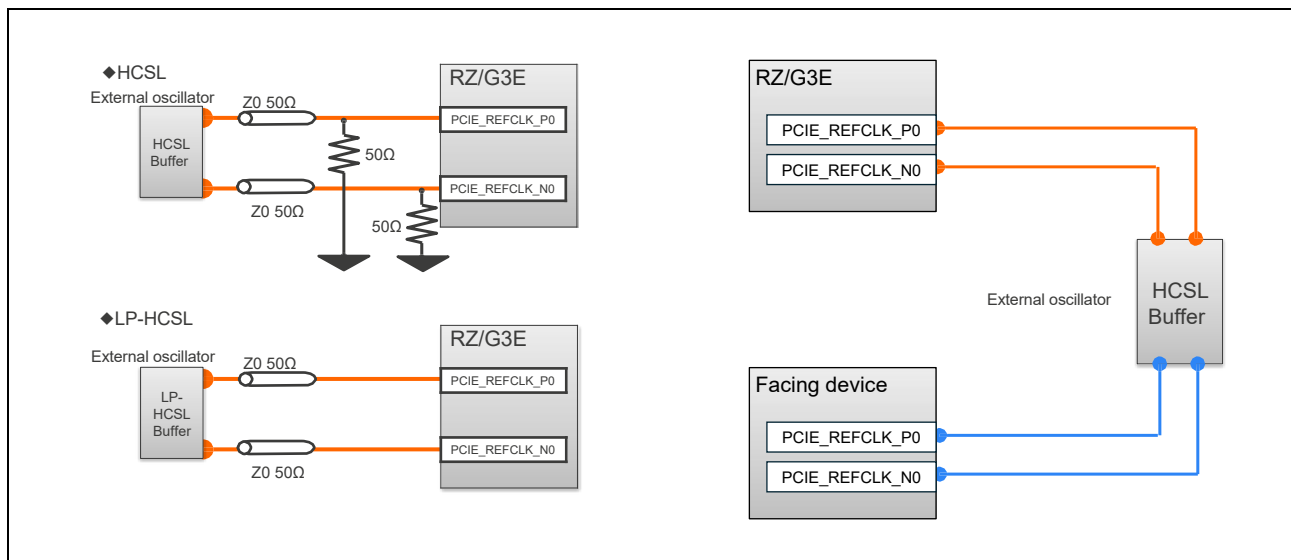 ◆HCSL
External oscillator
HCSL
Buffer
Z0 50Ω
Z0 50Ω
50Ω
50Ω
RZ/G3E
PCIE_REFCLK_P0
PCIE_REFCLK_N0
◆LP-HCSL
External oscillator
LP-
HCSL
Buffer
Z0 50Ω
Z0 50Ω
RZ/G3E
PCIE_REFCLK_P0
PCIE_REFCLK_N0
RZ/G3E
PCIE_REFCLK_P0
PCIE_REFCLK_N0
External oscillator
HCSL
Buffer
Facing device
PCIE_REFCLK_P0
PCIE_REFCLK_N0